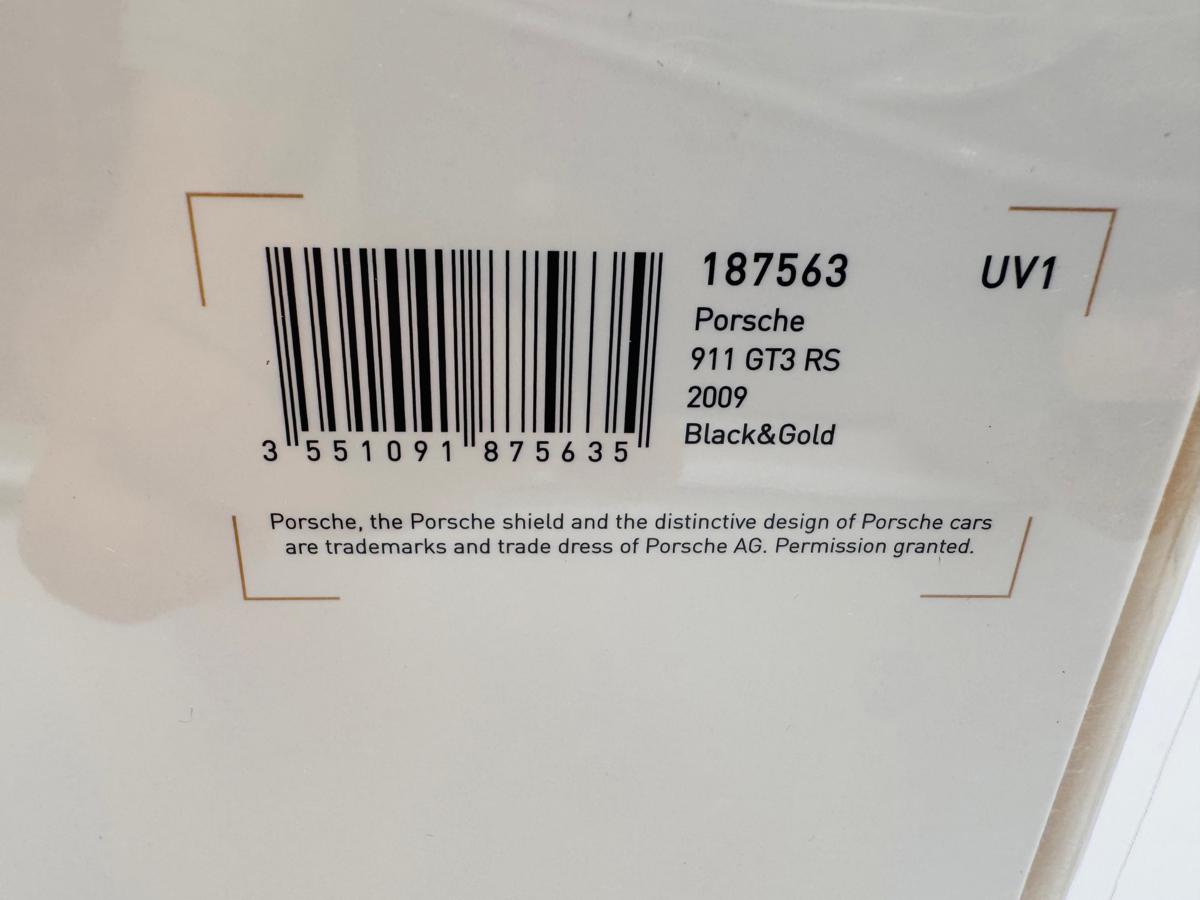 187563 UV1
Porsche
911 GT3 RS
2009
Black&Gold
3 551091 875635
Porsche, the Porsche shield and the distinctive design of Porsche cars
are trademarks and trade dress of Porsche AG. Permission granted.